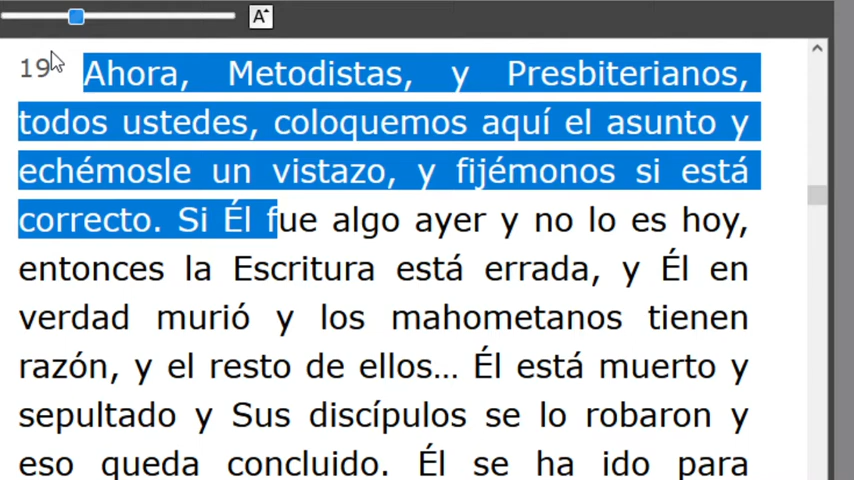 A
19 Ahora, Metodistas, y Presbiterianos,
todos ustedes, coloquemos aquí el asunto y
echémosle un vistazo, y fijémonos si está
correcto. Si Él fue algo ayer y no lo es hoy,
entonces la Escritura está errada, y Él en
verdad murió y los mahometanos tienen
razón, y el resto de ellos... Él está muerto y
sepultado y Sus discípulos se lo robaron y
eso queda concluido. Él se ha ido para